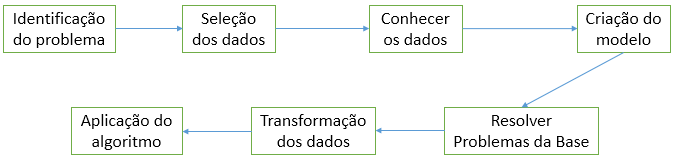 Identificação
do problema
Seleção
dos dados
Conhecer
os dados
Criação do
modelo
Resolver
Problemas da Base
Transformação
dos dados
Aplicação do
algoritmo